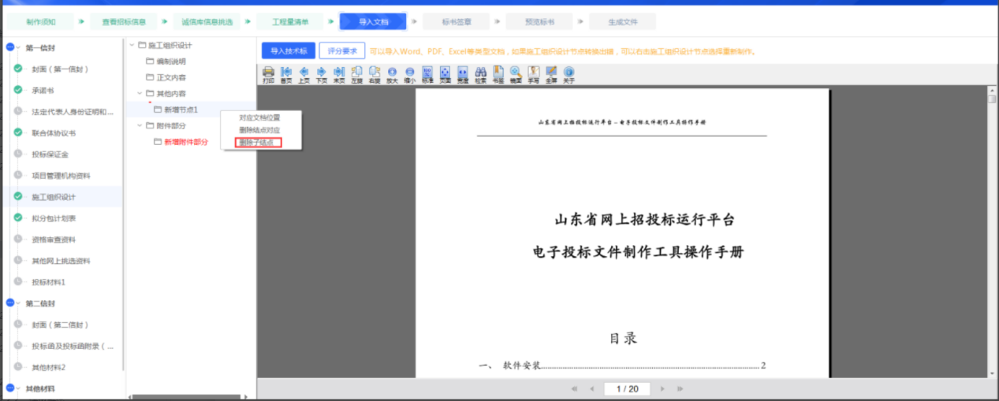 制作须知
查看招标信息
诚信库信息挑选
工程量清单
导入文档
标书签章
预览标书
生成文件
第一信封
封面（第一信封）
承诺书
法定代表人身份证明和...
联合体协议书
投标保证金
项目管理机构资料
施工组织设计
拟分包计划表
资格审查资料
其他网上挑选资料
投标材料1
第二信封
封面（第二信封）
投标函及投标函附录（...
其他材料2
其他材料
施工组织设计
编制说明
正文内容
其他内容
新增节点1
附件部分
新增附件部分
对应文档位置
删除结点对应
删除子结点
导入技术标
评分要求
可以导入Word、PDF、Excel等类型文档，如果施工组织设计节点转换出错，可以右击施工组织设计节点选择重新制作。
打印 首页 上页 下页 末页 左旋 右旋 放大 缩小 标准 页面 宽度 检索 书签 镜面 手写 全屏 关于
山东省网上招投标运行平台－电子投标文件制作工具操作手册
山东省网上招投标运行平台
电子投标文件制作工具操作手册
目录
一、 软件安装........................................2
1 / 20